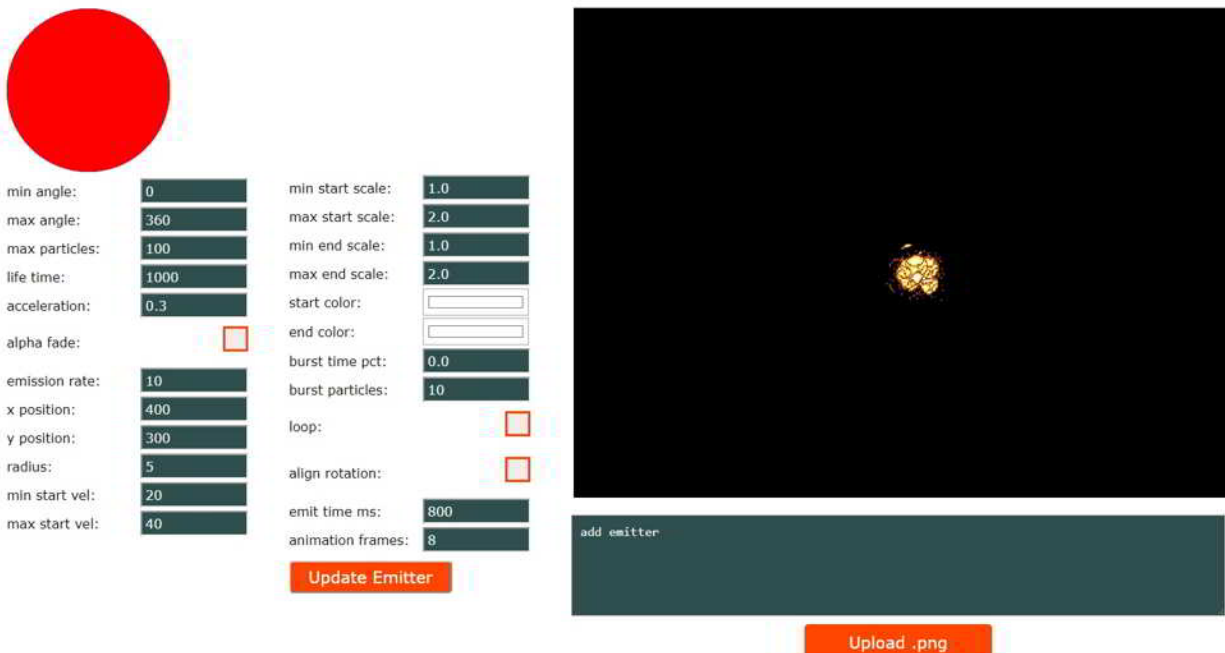 min angle: 0
max angle: 360
max particles: 100
life time: 1000
acceleration: 0.3
alpha fade:
emission rate: 10
x position: 400
y position: 300
radius: 5
min start vel: 20
max start vel: 40
min start scale: 1.0
max start scale: 2.0
min end scale: 1.0
max end scale: 2.0
start color:
end color:
burst time pct: 0.0
burst particles: 10
loop:
align rotation:
emit time ms: 800
animation frames: 8
Update Emitter
add emitter
Upload .png